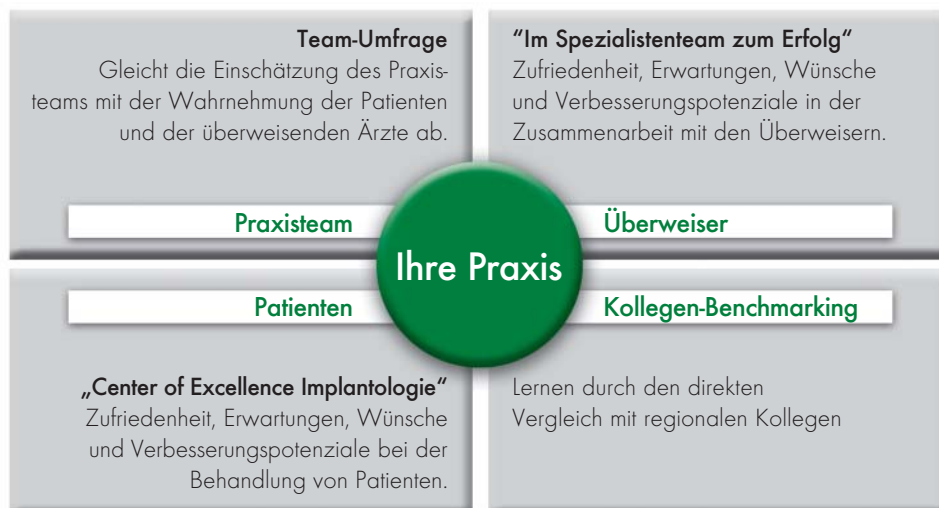 Team-Umfrage
Gleicht die Einschätzung des Praxis-
teams mit der Wahrnehmung der Patienten
und der überweisenden Ärzte ab.
Praxisteam
"Im Spezialistenteam zum Erfolg“
Zufriedenheit, Erwartungen, Wünsche
und Verbesserungspotenziale in der
Zusammenarbeit mit den Überweisern.
Überweiser
Ihre Praxis
Patienten
„Center of Excellence Implantologie“
Zufriedenheit, Erwartungen, Wünsche
und Verbesserungspotenziale bei der
Behandlung von Patienten.
Kollegen-Benchmarking
Lernen durch den direkten
Vergleich mit regionalen Kollegen